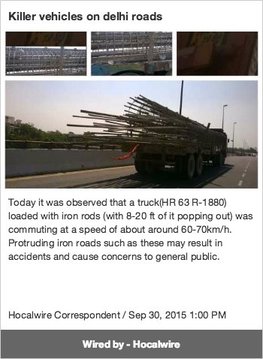 Killer vehicles on delhi roads
Today it was observed that a truck(HR 63 R-1880)
loaded with iron rods (with 8-20 ft of it popping out) was
commuting at a speed of about around 60-70km/h.
Protruding iron roads such as these may result in
accidents and cause concerns to general public.
Hocalwire Correspondent / Sep 30, 2015 1:00 PM
Wired by - Hocalwire